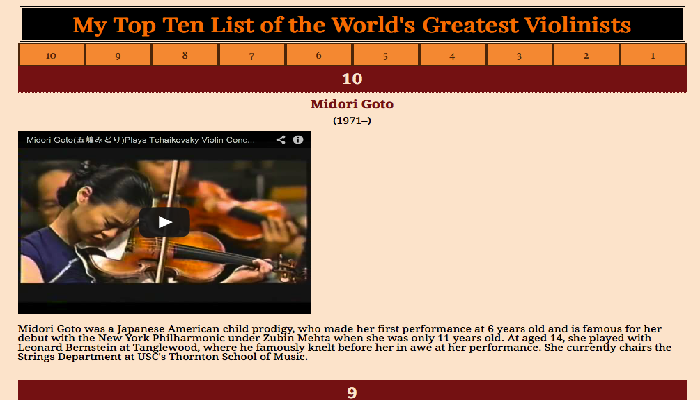 My Top Ten List of the World's Greatest Violinists
10 9 8 7 6 5 4 3 2 1
10
Midori Goto
(1971–)
Midori Goto(五嶋みどり)Plays Tchaikovsky Violin Conc...
Midori Goto was a Japanese American child prodigy, who made her first performance at 6 years old and is famous for her
debut with the New York Philharmonic under Zubin Mehta when she was only 11 years old. At aged 14, she played with
Leonard Bernstein at Tanglewood, where he famously knelt before her in awe at her performance. She currently chairs the
Strings Department at USC's Thornton School of Music.
9